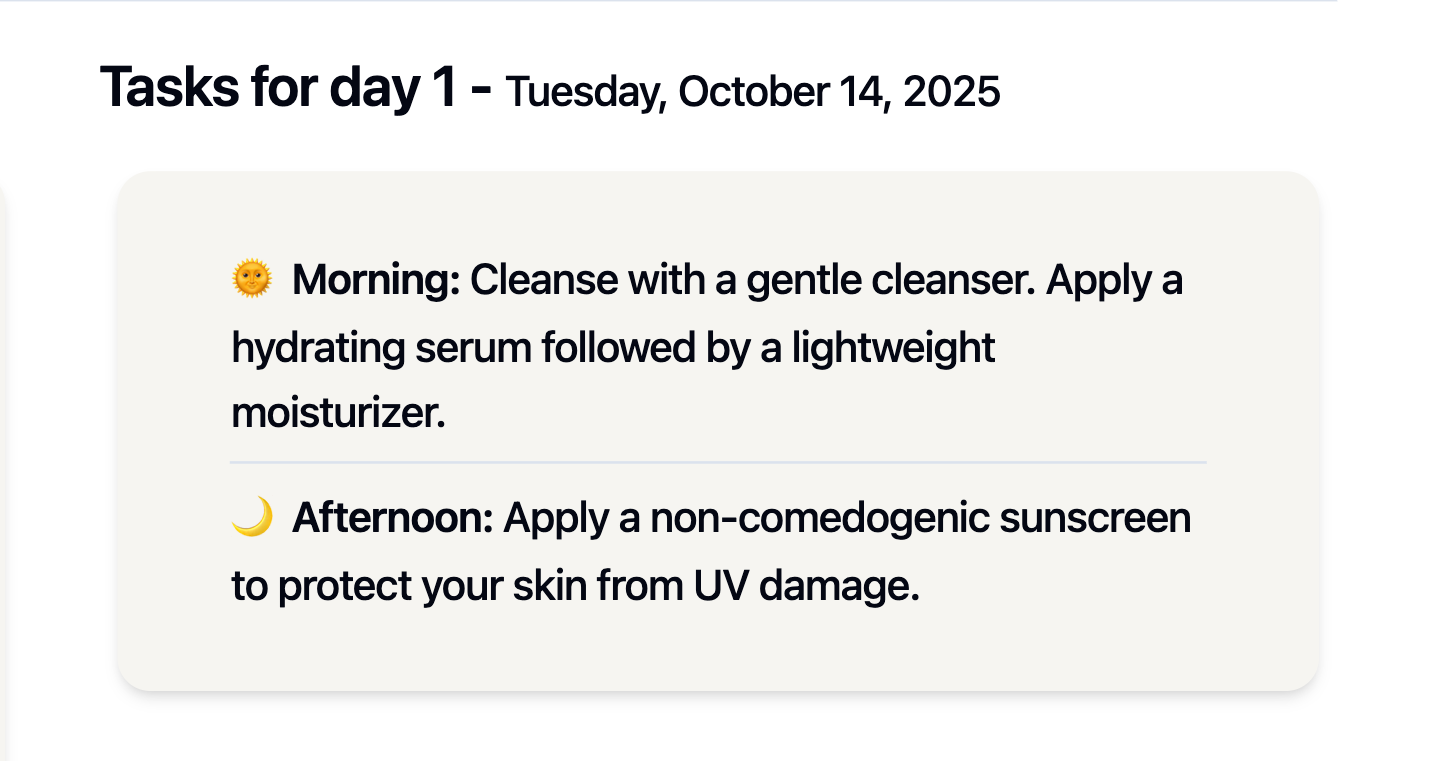 Tasks for day 1 - Tuesday, October 14, 2025
🌞 Morning: Cleanse with a gentle cleanser. Apply a
hydrating serum followed by a lightweight
moisturizer.
🌙 Afternoon: Apply a non-comedogenic sunscreen
to protect your skin from UV damage.